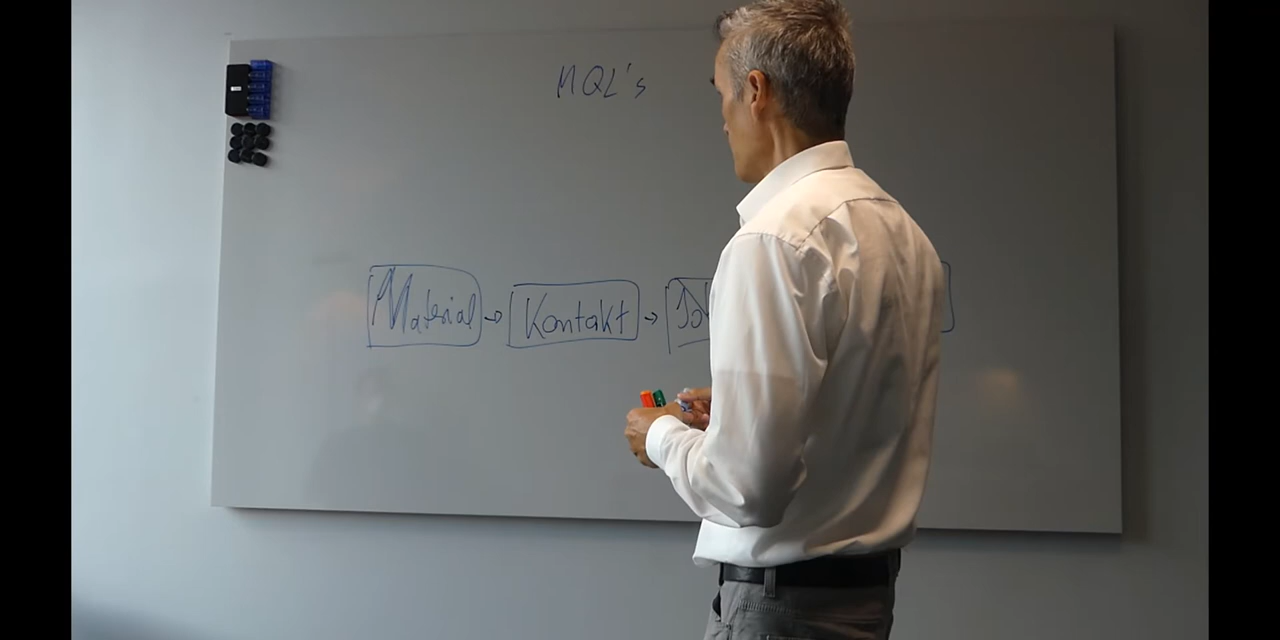 MQL's
Material → Kontakt →